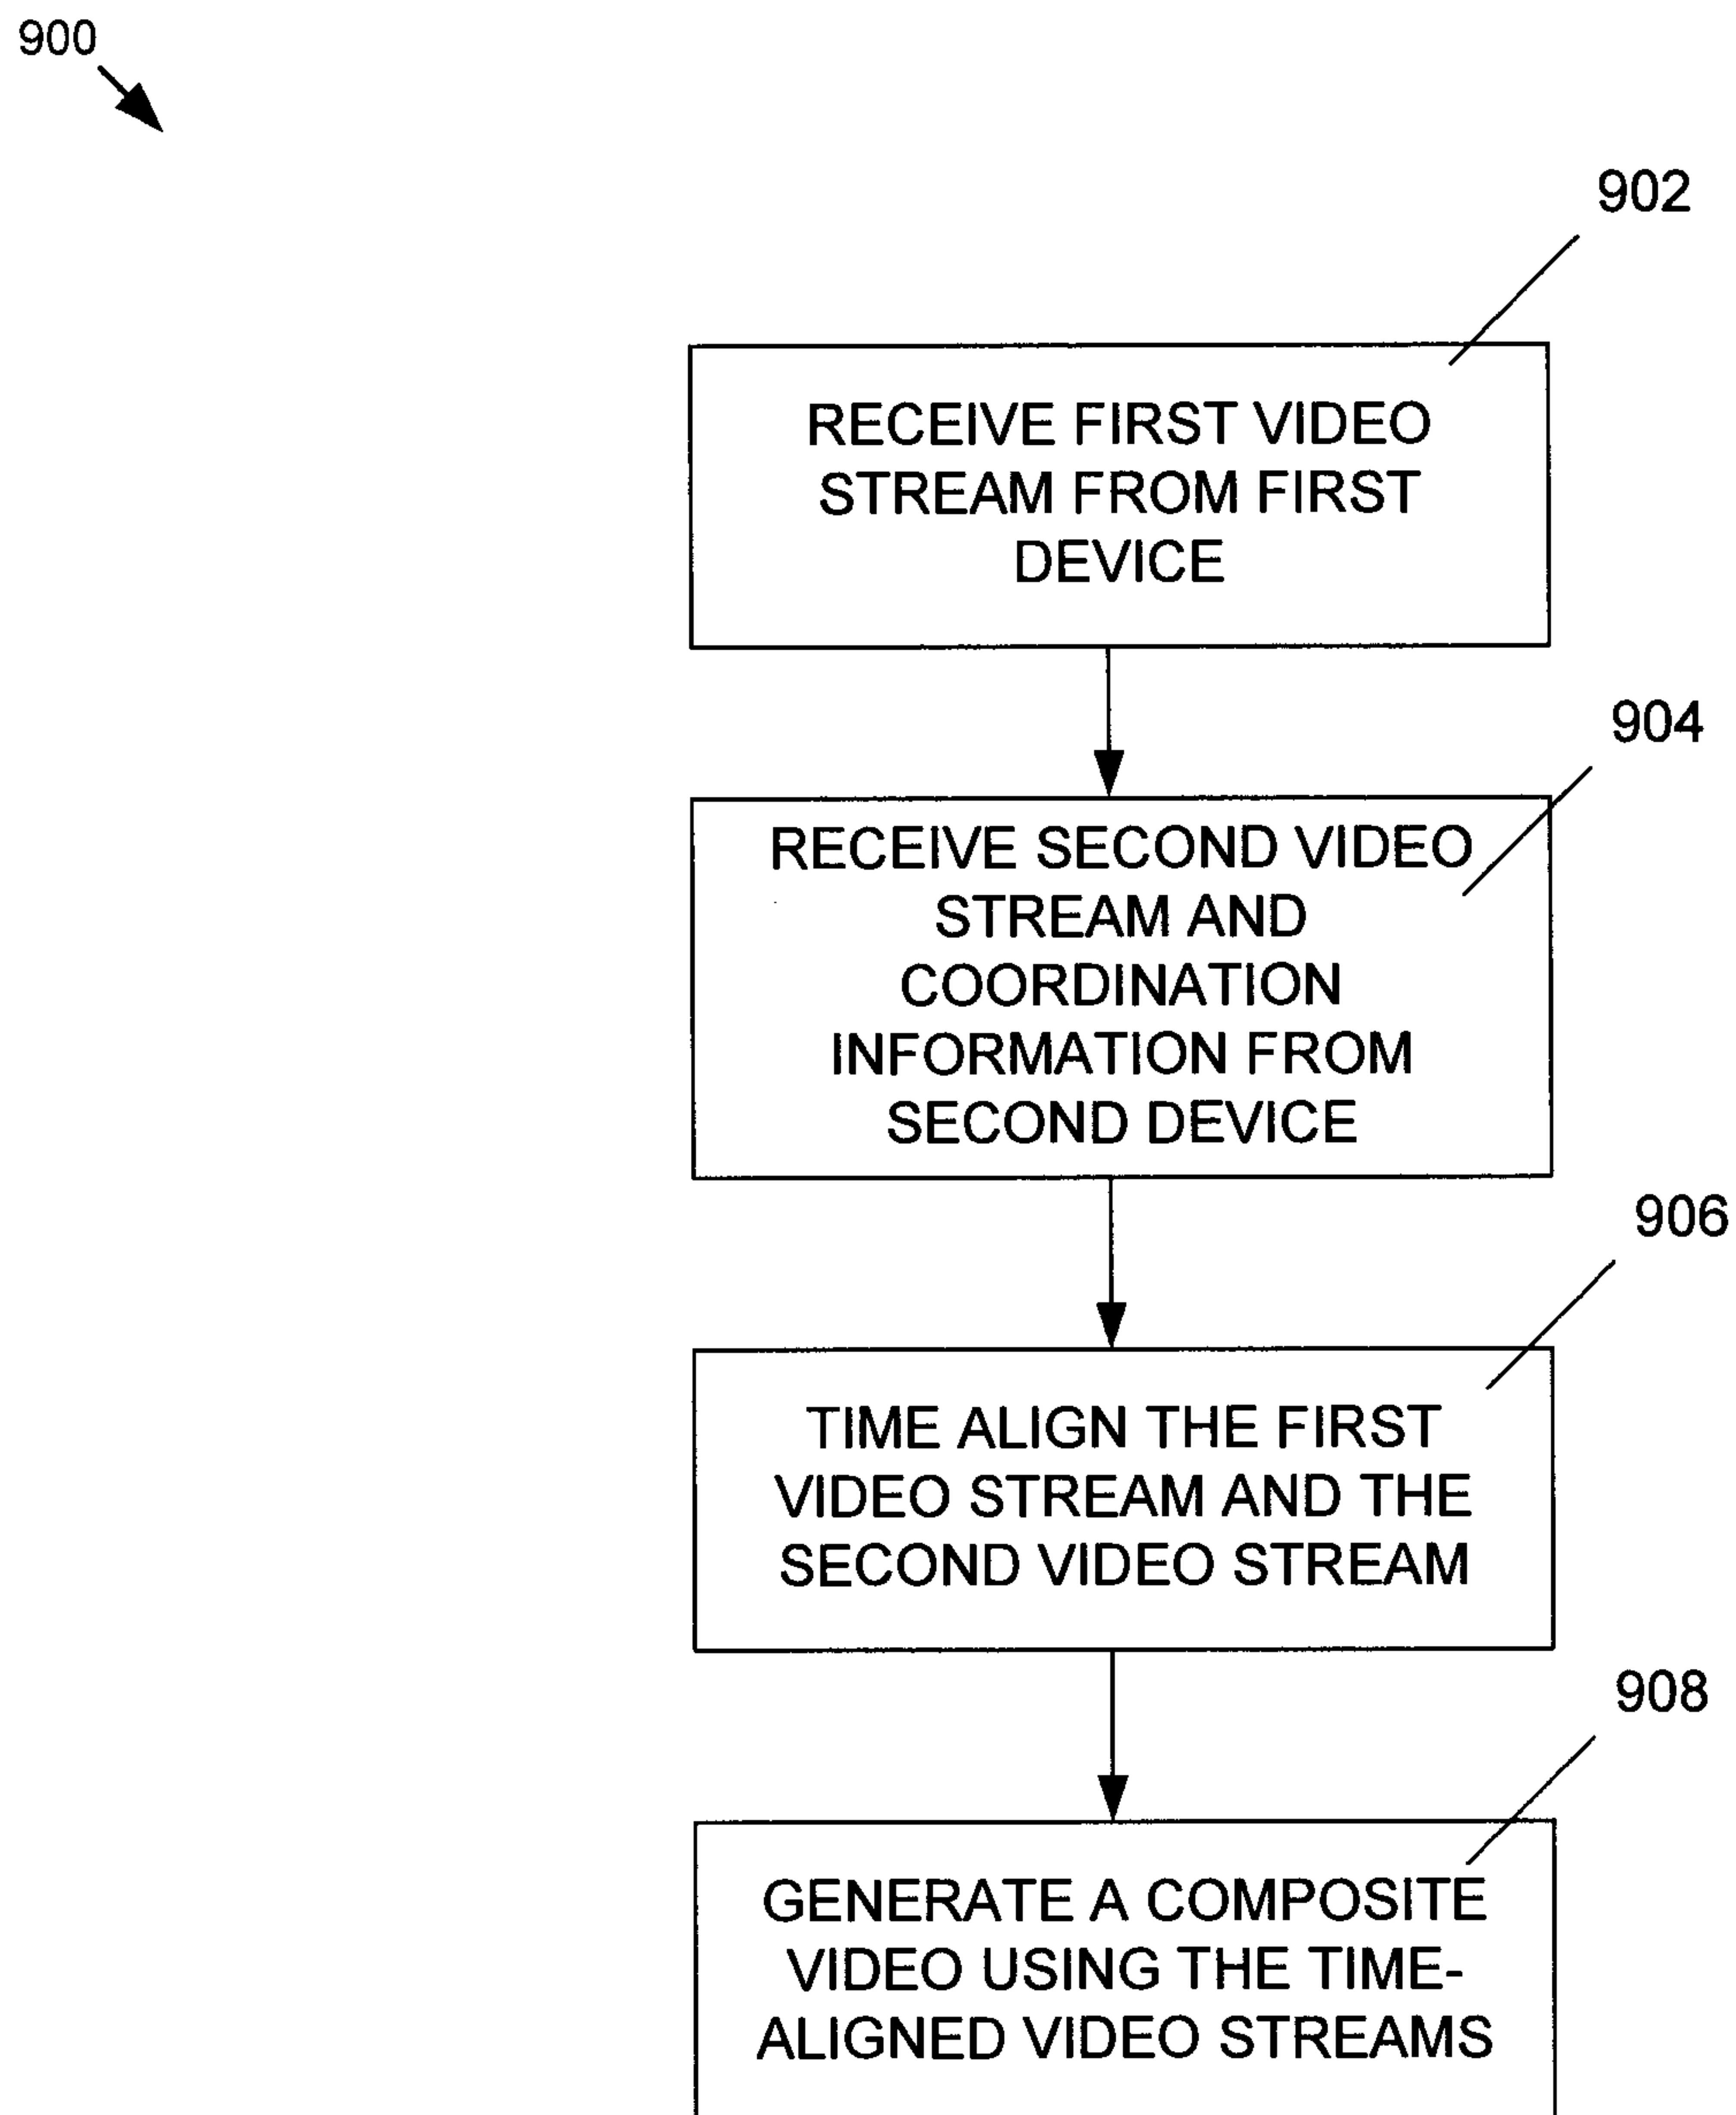 900
902
RECEIVE FIRST VIDEO
STREAM FROM FIRST
DEVICE
904
RECEIVE SECOND VIDEO
STREAM AND
COORDINATION
INFORMATION FROM
SECOND DEVICE
906
TIME ALIGN THE FIRST
VIDEO STREAM AND THE
SECOND VIDEO STREAM
908
GENERATE A COMPOSITE
VIDEO USING THE TIME-
ALIGNED VIDEO STREAMS